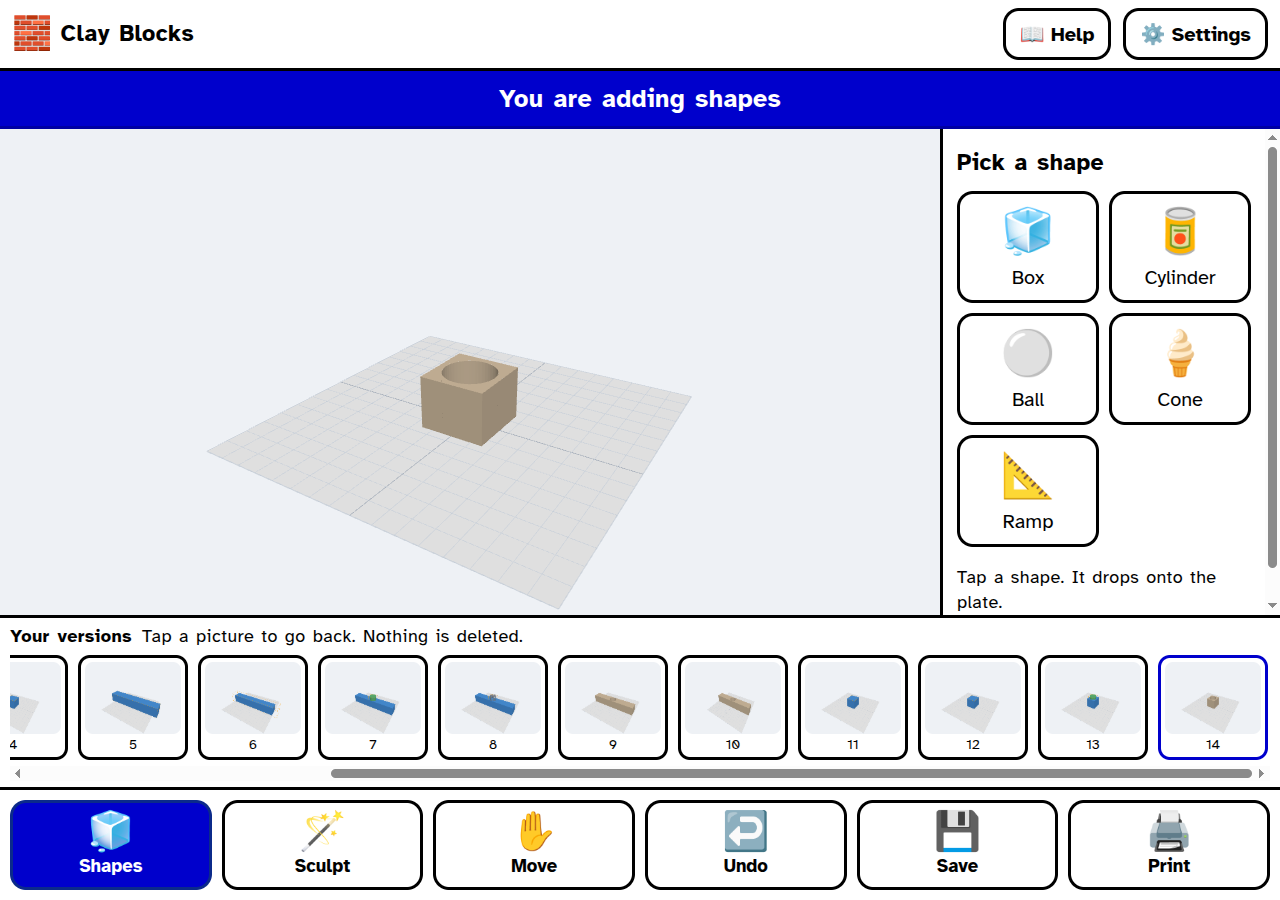 Clay Blocks
Help
Settings
You are adding shapes
Pick a shape
Box
Cylinder
Ball
Cone
Ramp
Tap a shape. It drops onto the
plate.
Your versions Tap a picture to go back. Nothing is deleted.
4 5 6 7 8 9 10 11 12 13 14
Shapes
Sculpt
Move
Undo
Save
Print